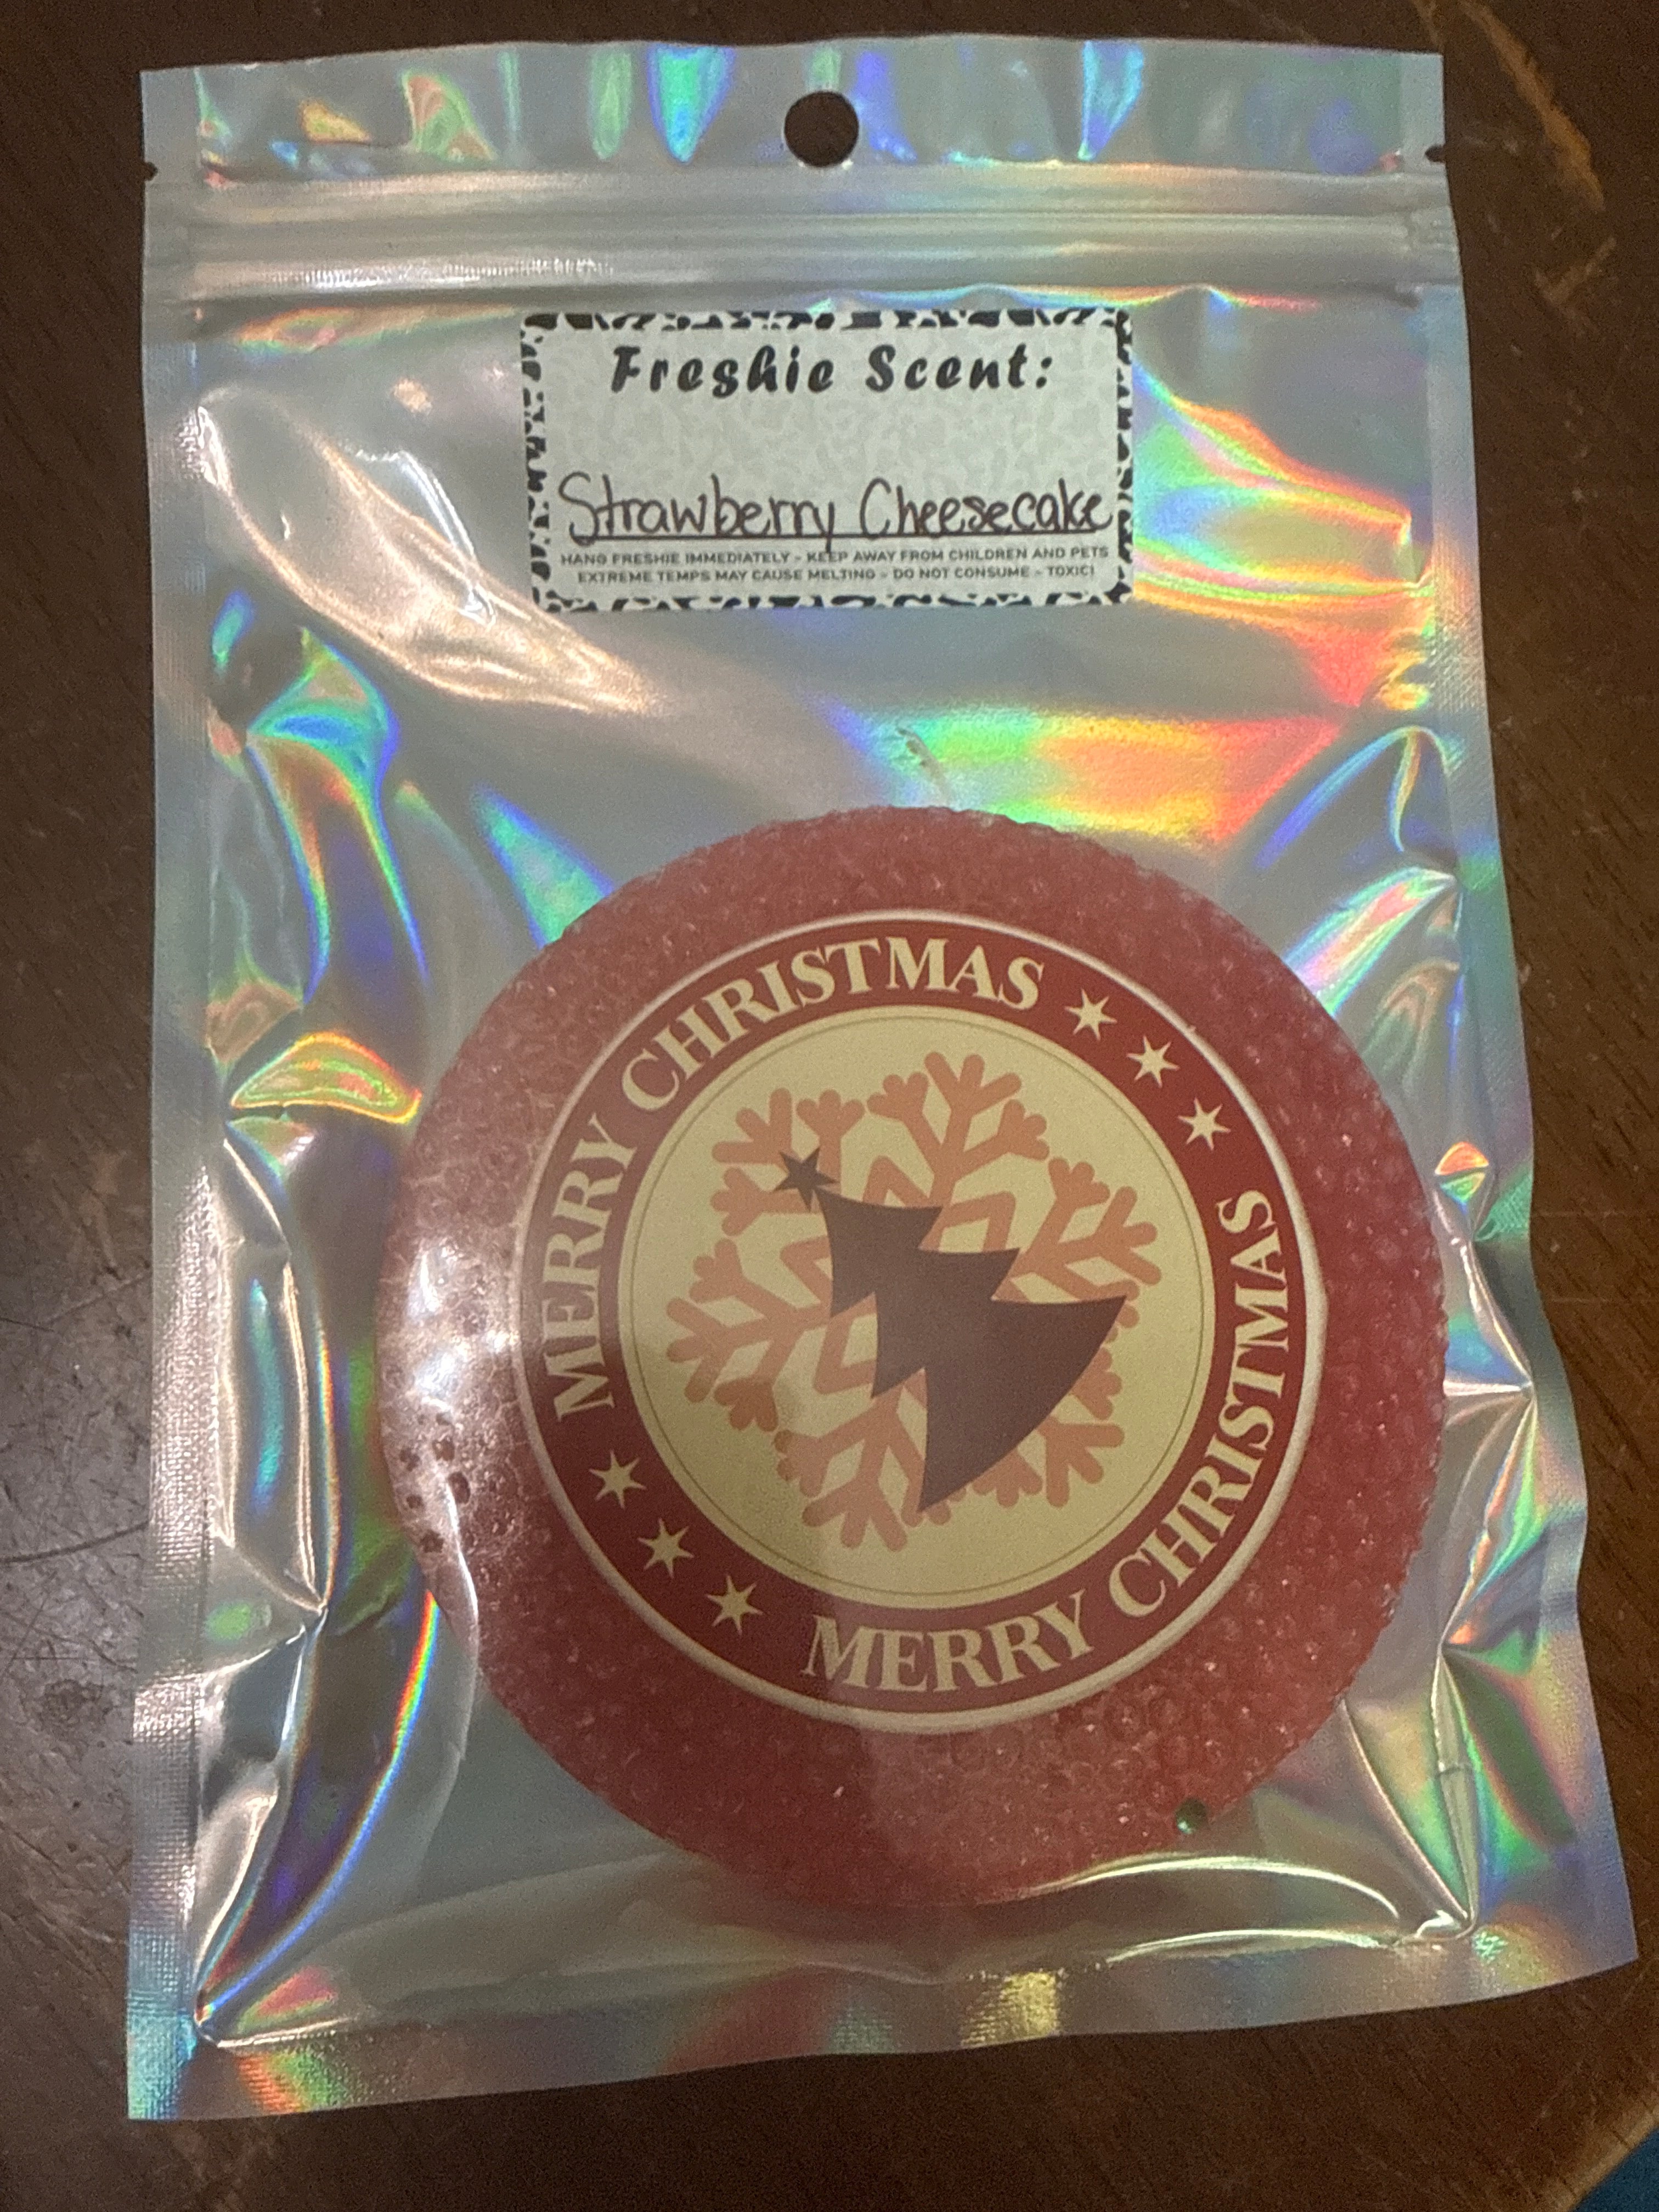 Freshie Scent:
Strawberry Cheesecake
HANG FRESHIE IMMEDIATELY - KEEP AWAY FROM CHILDREN AND PETS
EXTREME TEMPS MAY CAUSE MELTING - DO NOT CONSUME - TOXIC!
MERRY CHRISTMAS
MERRY CHRISTMAS